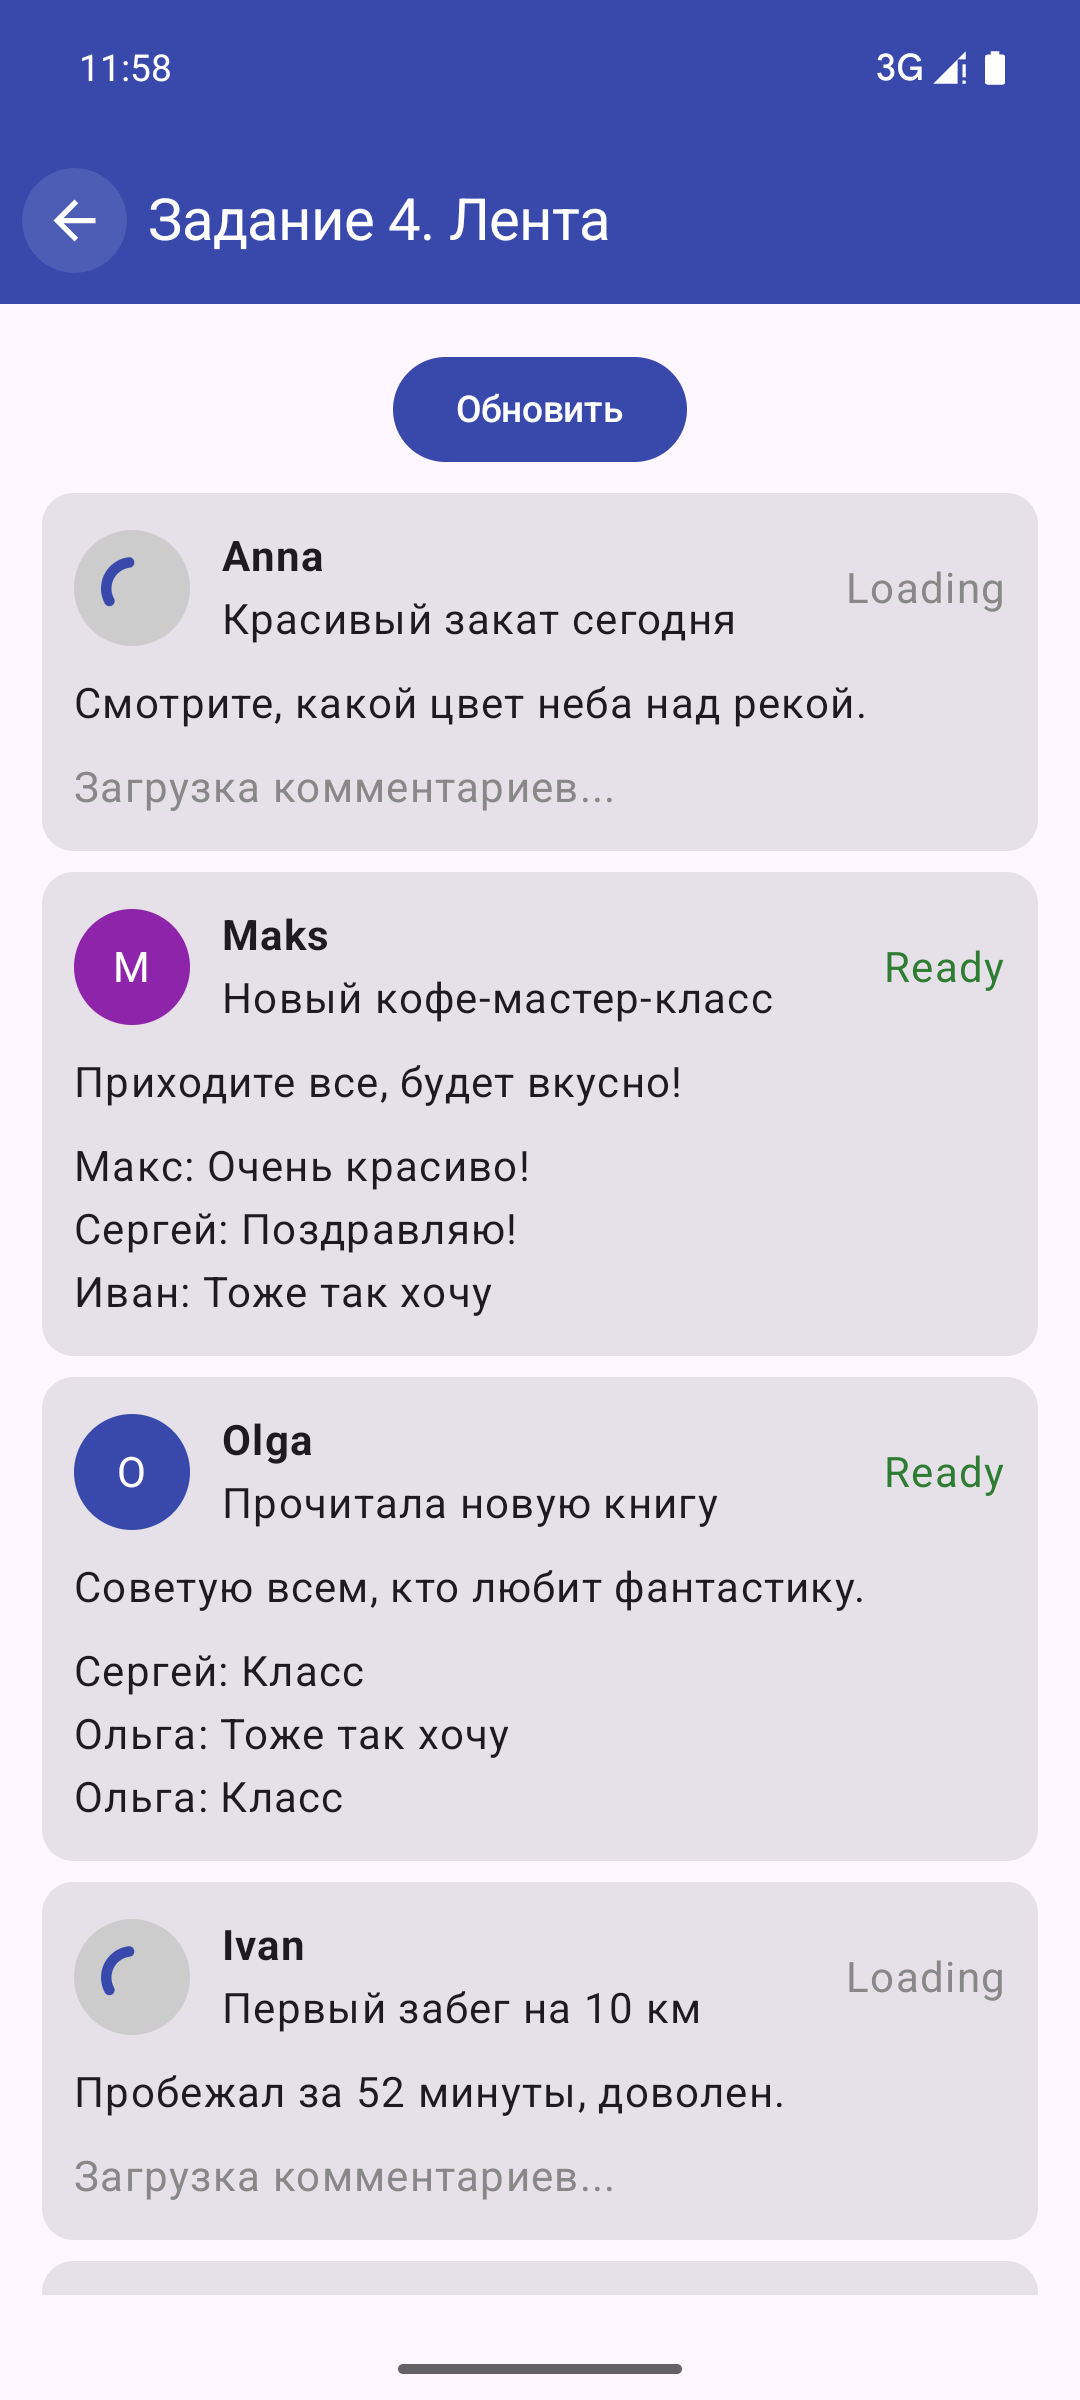 11:58
3G
Задание 4. Лента
Обновить
Anna
Красивый закат сегодня
Loading
Смотрите, какой цвет неба над рекой.
Загрузка комментариев...
M
Maks
Новый кофе-мастер-класс
Ready
Приходите все, будет вкусно!
Макс: Очень красиво!
Сергей: Поздравляю!
Иван: Тоже так хочу
O
Olga
Прочитала новую книгу
Ready
Советую всем, кто любит фантастику.
Сергей: Класс
Ольга: Тоже так хочу
Ольга: Класс
Ivan
Первый забег на 10 км
Loading
Пробежал за 52 минуты, доволен.
Загрузка комментариев...